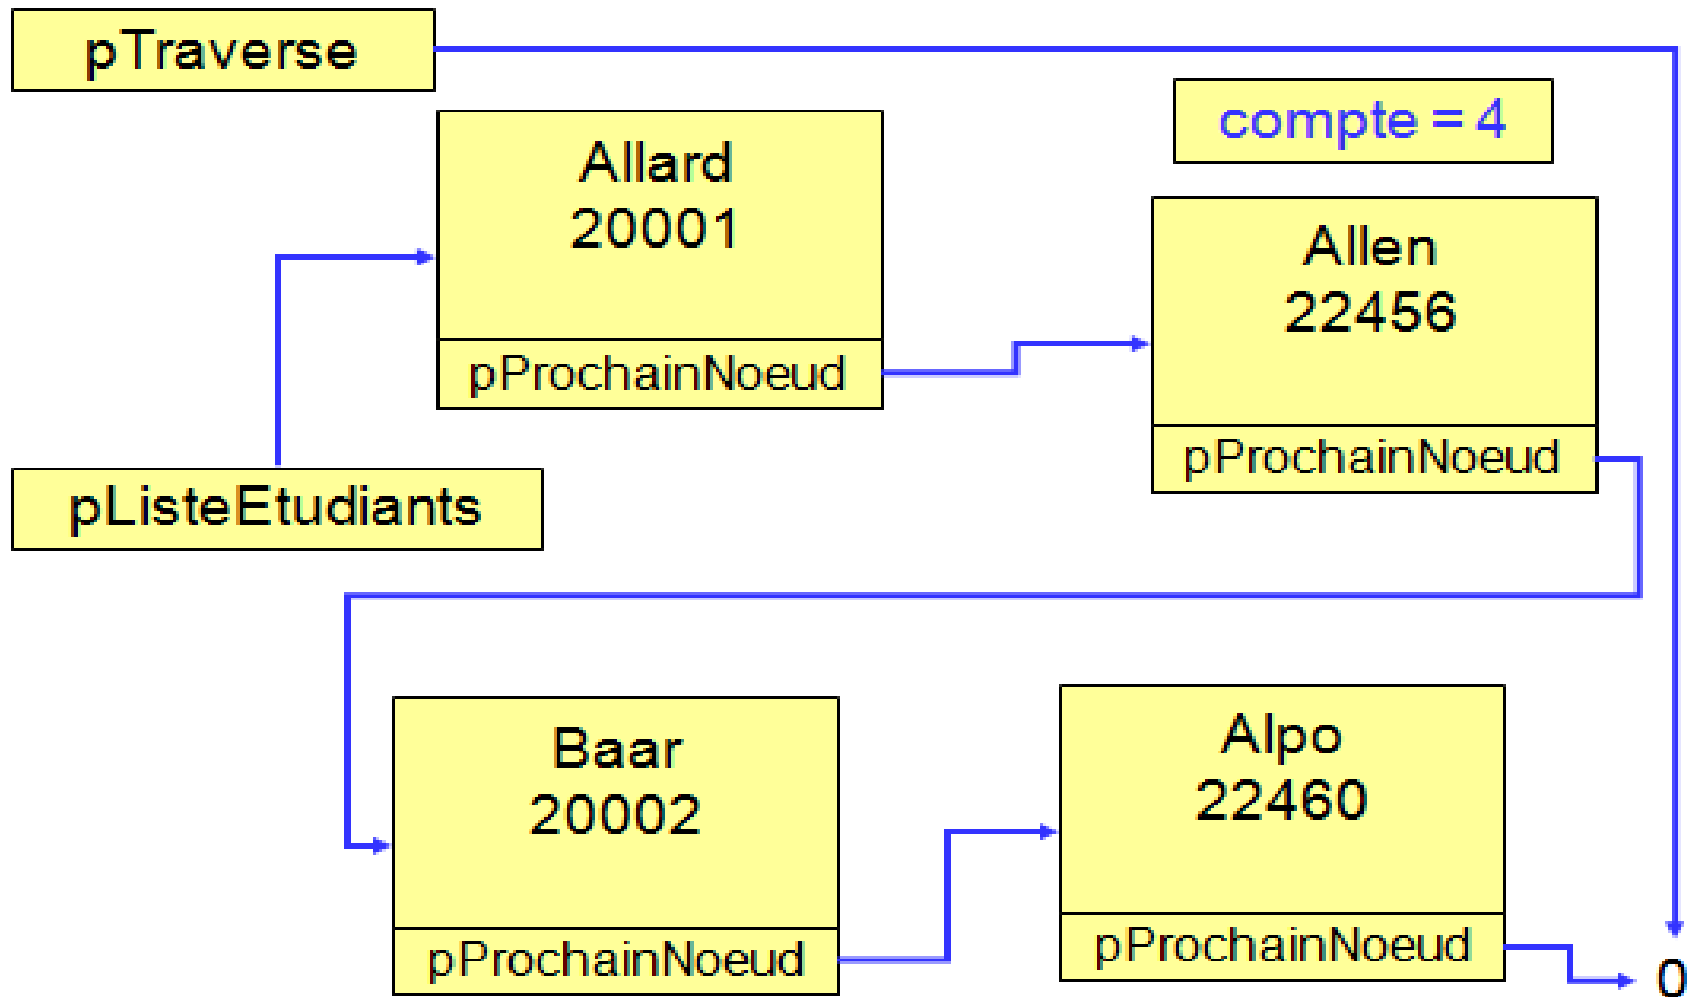 pTraverse
compte = 4
Allard
20001
pProchainNoeud
Allen
22456
pProchainNoeud
pListeEtudiants
Baar
20002
pProchainNoeud
Alpo
22460
pProchainNoeud
0